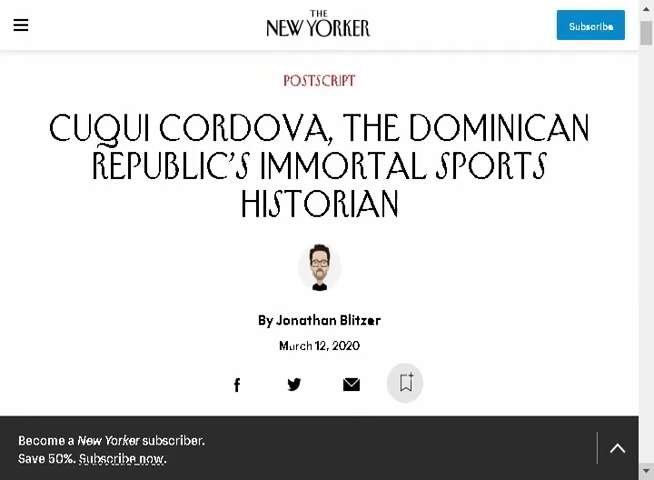 THE
NEW YORKER
Subscribe
POSTSCRIPT
CUQUI CORDOVA, THE DOMINICAN
REPUBLIC'S IMMORTAL SPORTS
HISTORIAN
By Jonathan Blitzer
March 12, 2020
Become a New Yorker subscriber.
Save 50%. Subscribe now.